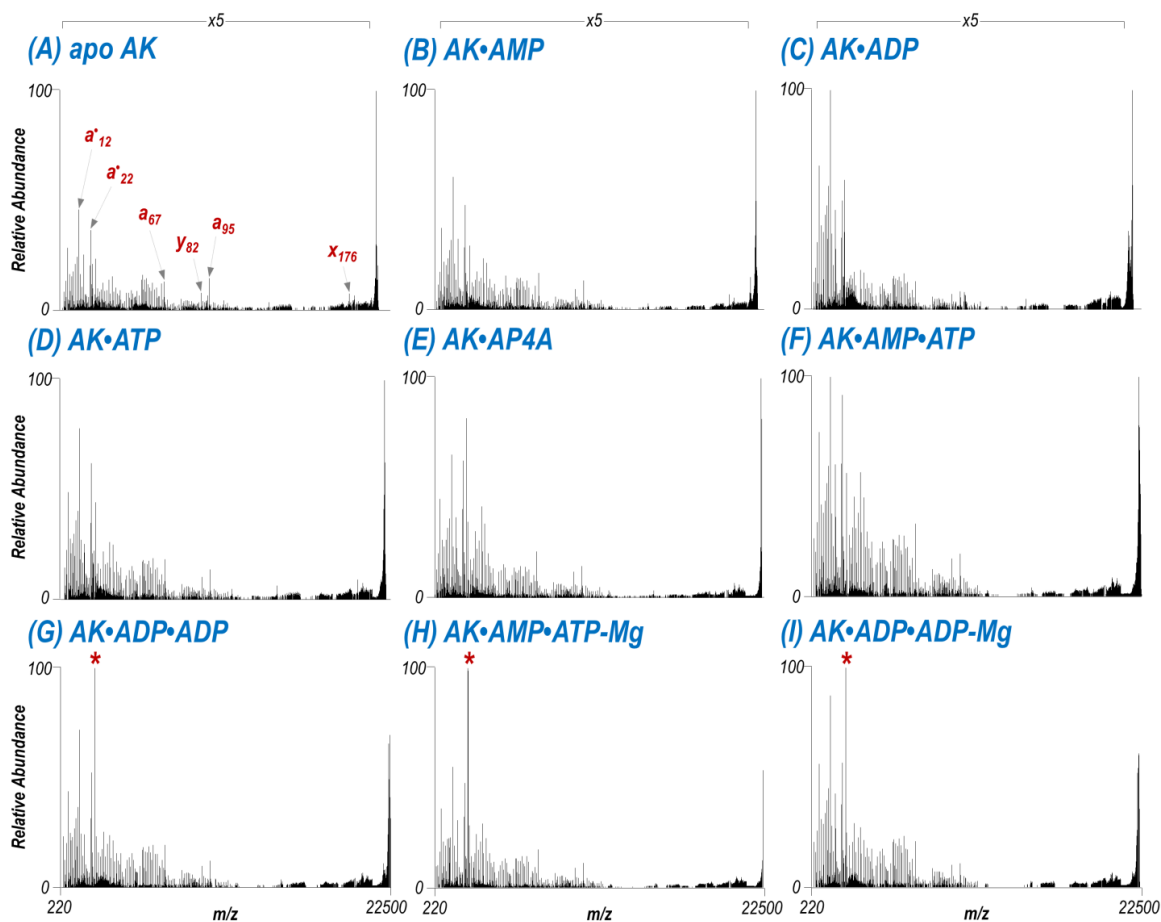 x5 x5 x5
(A) apo AK (B) AK•AMP (C) AK•ADP
100 100 100
Relative Abundance
a•12
a•22
a67
y82
a95
x176
0 0 0
(D) AK•ATP (E) AK•AP4A (F) AK•AMP•ATP
100 100 100
Relative Abundance
0 0 0
(G) AK•ADP•ADP (H) AK•AMP•ATP-Mg (I) AK•ADP•ADP-Mg
* * *
100 100 100
Relative Abundance
0 0 0
220 m/z 22500 220 m/z 22500 220 m/z 22500